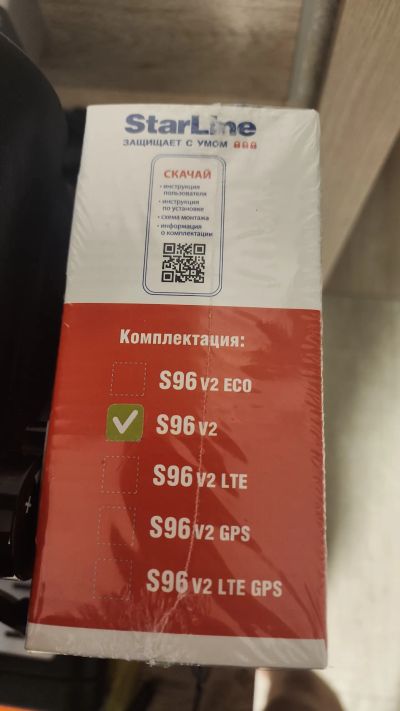 StarLine
ЗАЩИЩАЕТ С УМОМ
СКАЧАЙ
• инструкция
пользователя
• инструкция
по установке
• схема монтажа
• информация
о комплектации
Комплектация:
S96 V2 ECO
S96 V2
S96 V2 LTE
S96 V2 GPS
S96 V2 LTE GPS